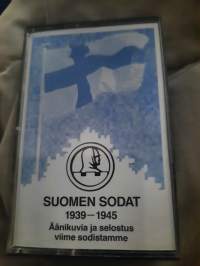 SUOMEN SODAT
1939–1945
Äänikuvia ja selostus
viime sodistamme